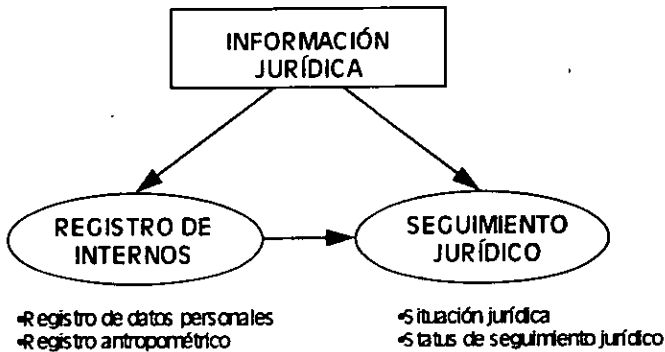 INFORMACIÓN
JURÍDICA
REGISTRO DE
INTERNOS
SEGUIMIENTO
JURÍDICO
•Registro de datos personales
•Registro antropométrico
•Situación jurídica
•Status de seguimiento jurídico